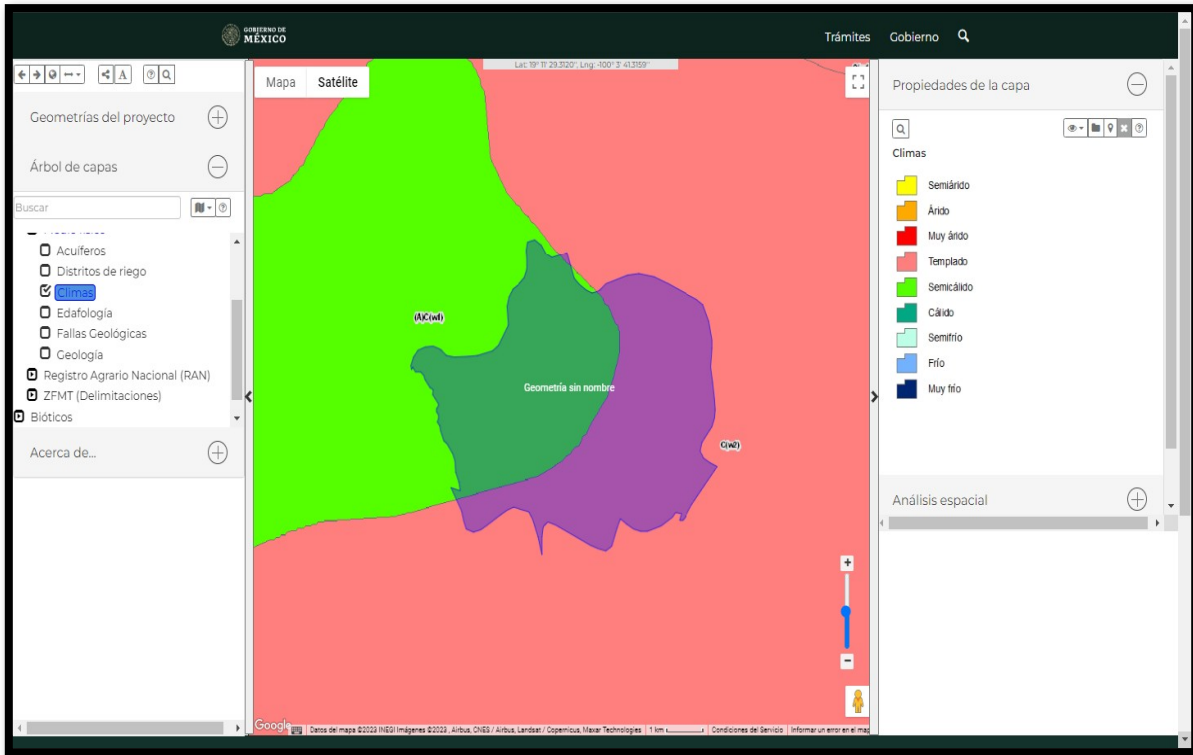 GOBIERNO DE
MÉXICO
Trámites Gobierno
A
Geometrías del proyecto
Árbol de capas
Buscar
Acuíferos
Distritos de riego
Climas
Edafología
Fallas Geológicas
Geología
Registro Agrario Nacional (RAN)
ZFMT (Delimitaciones)
Bióticos
Acerca de...
Mapa Satélite
Lat: 19° 11' 29.3120", Lng: -100° 3' 41.3159"
(A)C(w1)
Geometría sin nombre
C(w2)
Google
Datos del mapa ©2023 INEGI Imágenes ©2023 , Airbus, CNES / Airbus, Landsat / Copernicus, Maxar Technologies 1 km Condiciones del Servicio Informar un error en el map
Propiedades de la capa
Climas
Semiárido
Árido
Muy árido
Templado
Semicálido
Cálido
Semifrío
Frío
Muy frío
Análisis espacial